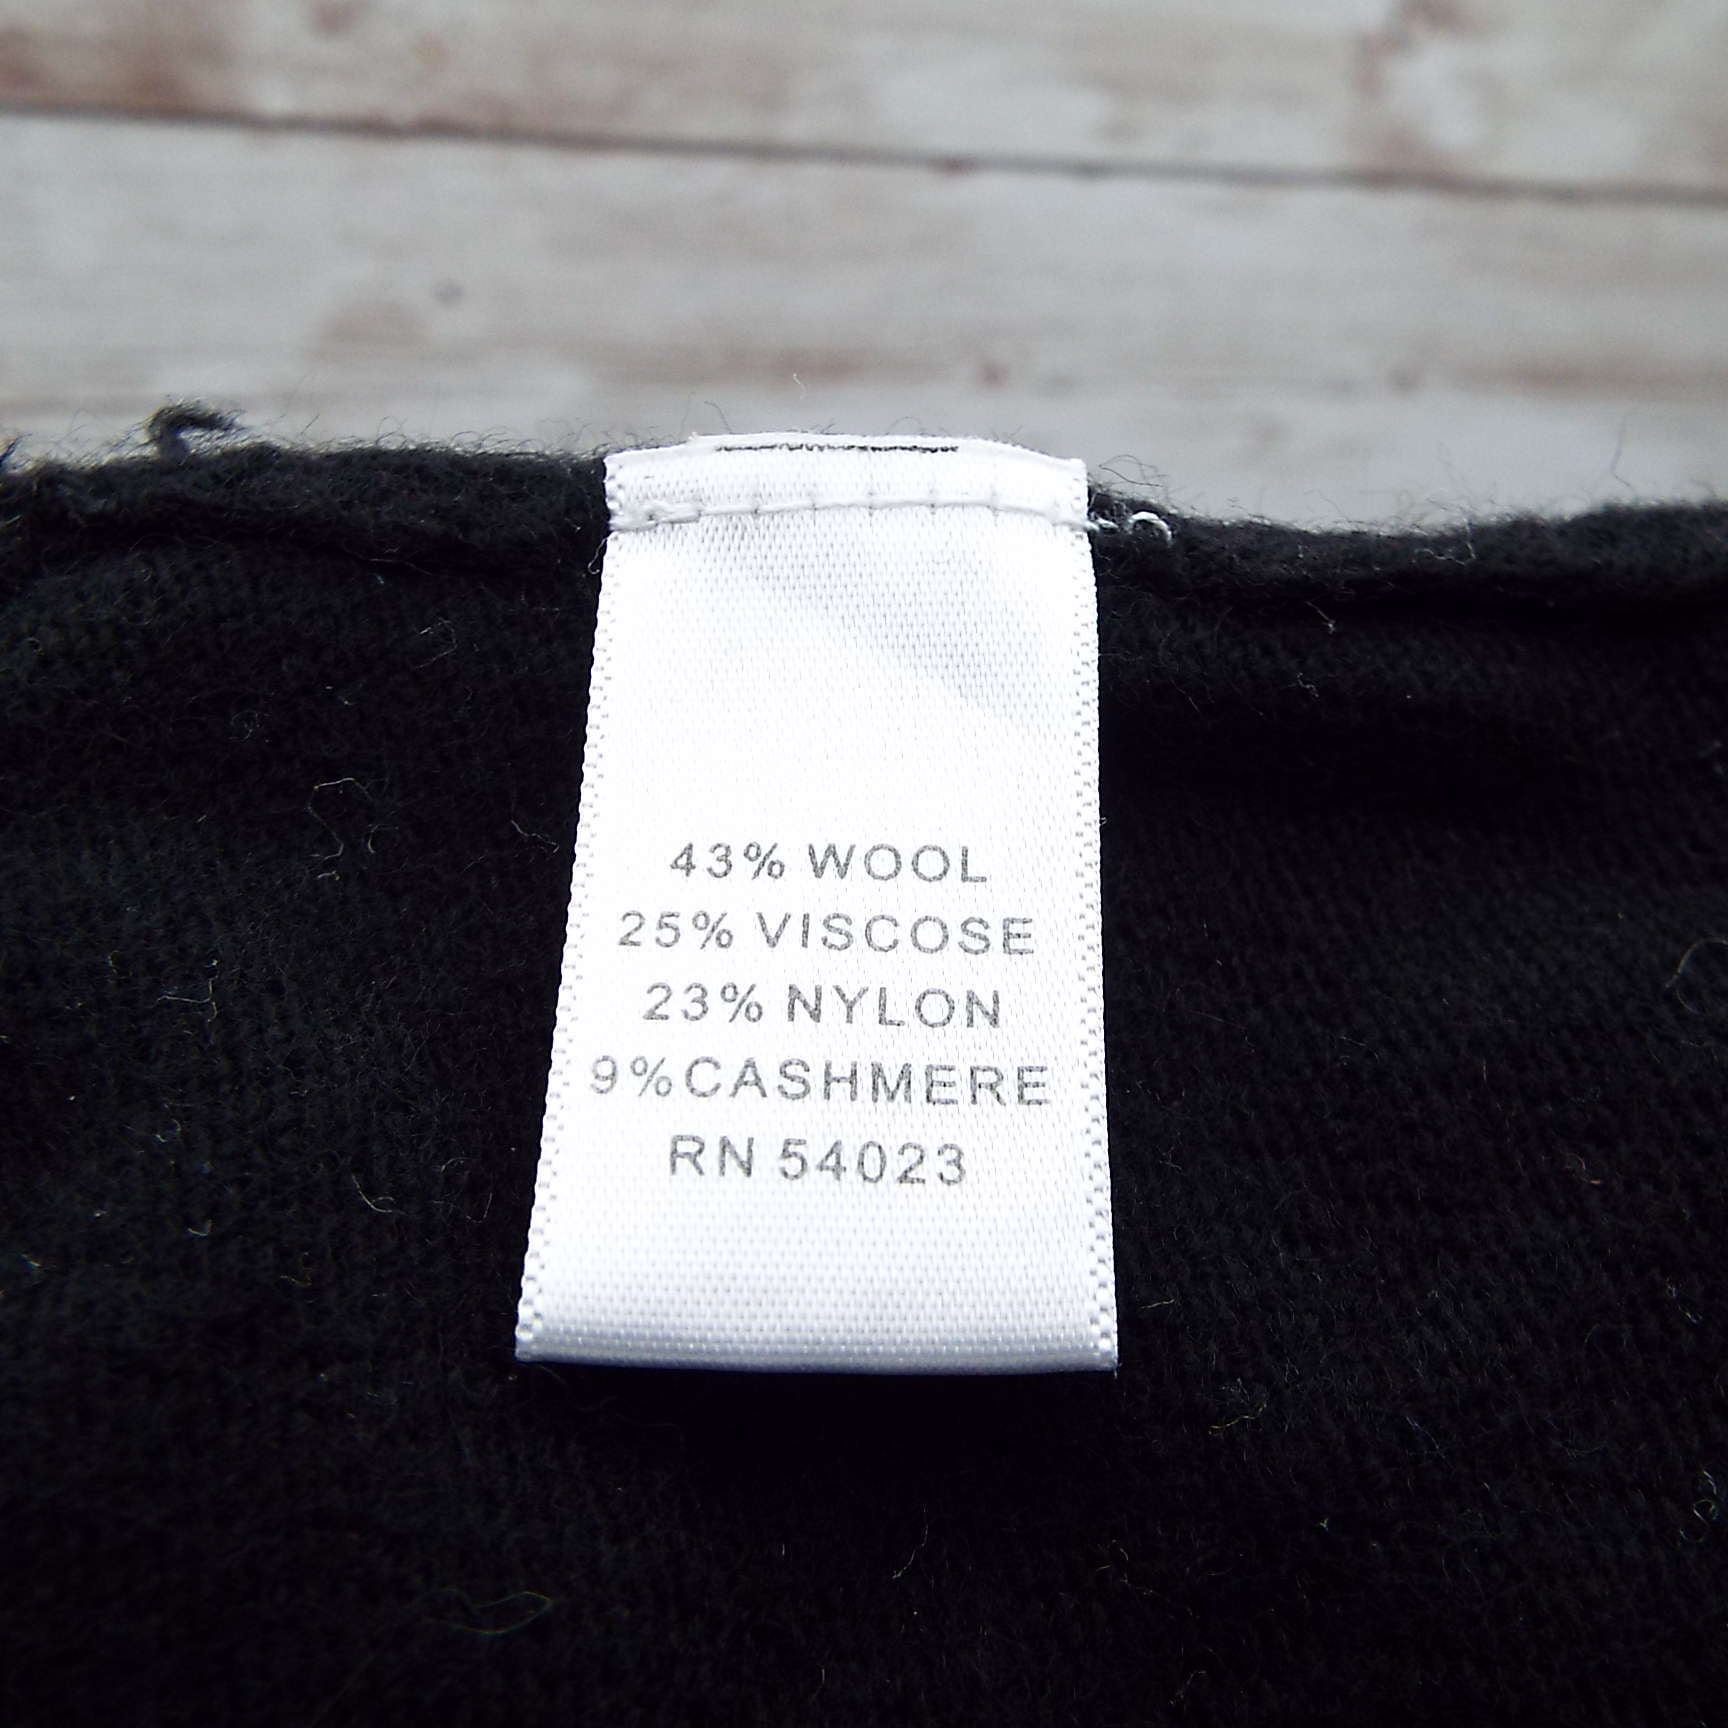 43% WOOL
25% VISCOSE
23% NYLON
9%CASHMERE
RN 54023